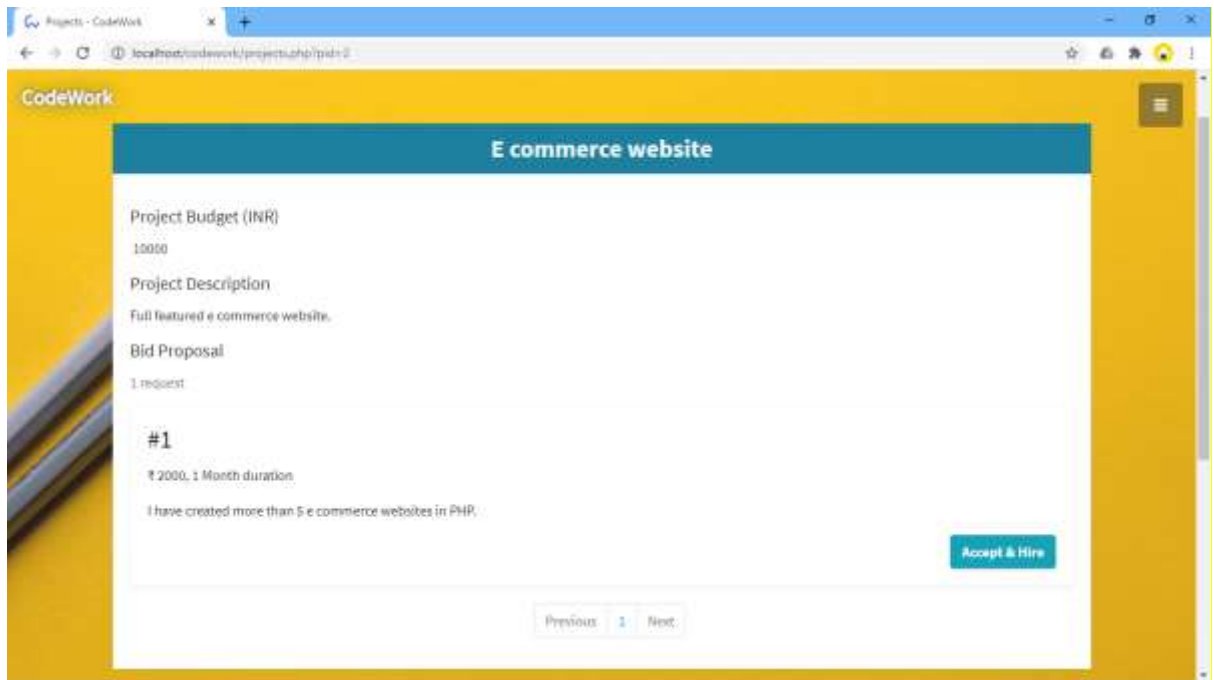 Projects - CodeWork
localhost/codework/projects.php?pid=2
CodeWork
E commerce website
Project Budget (INR)
10000
Project Description
Full featured e commerce website.
Bid Proposal
1 request
#1
₹ 2000, 1 Month duration
I have created more than 5 e commerce websites in PHP.
Accept & Hire
Previous 1 Next